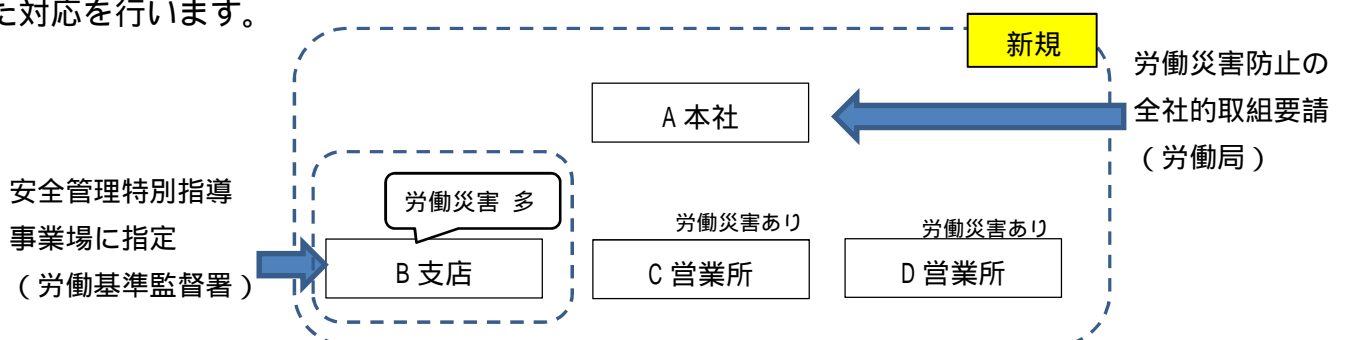 た対応を行います。
新規
労働災害防止の
全社的取組要請
（労働局）
A 本社
安全管理特別指導
事業場に指定
（労働基準監督署）
労働災害 多
B 支店
労働災害あり
C 営業所
労働災害あり
D 営業所